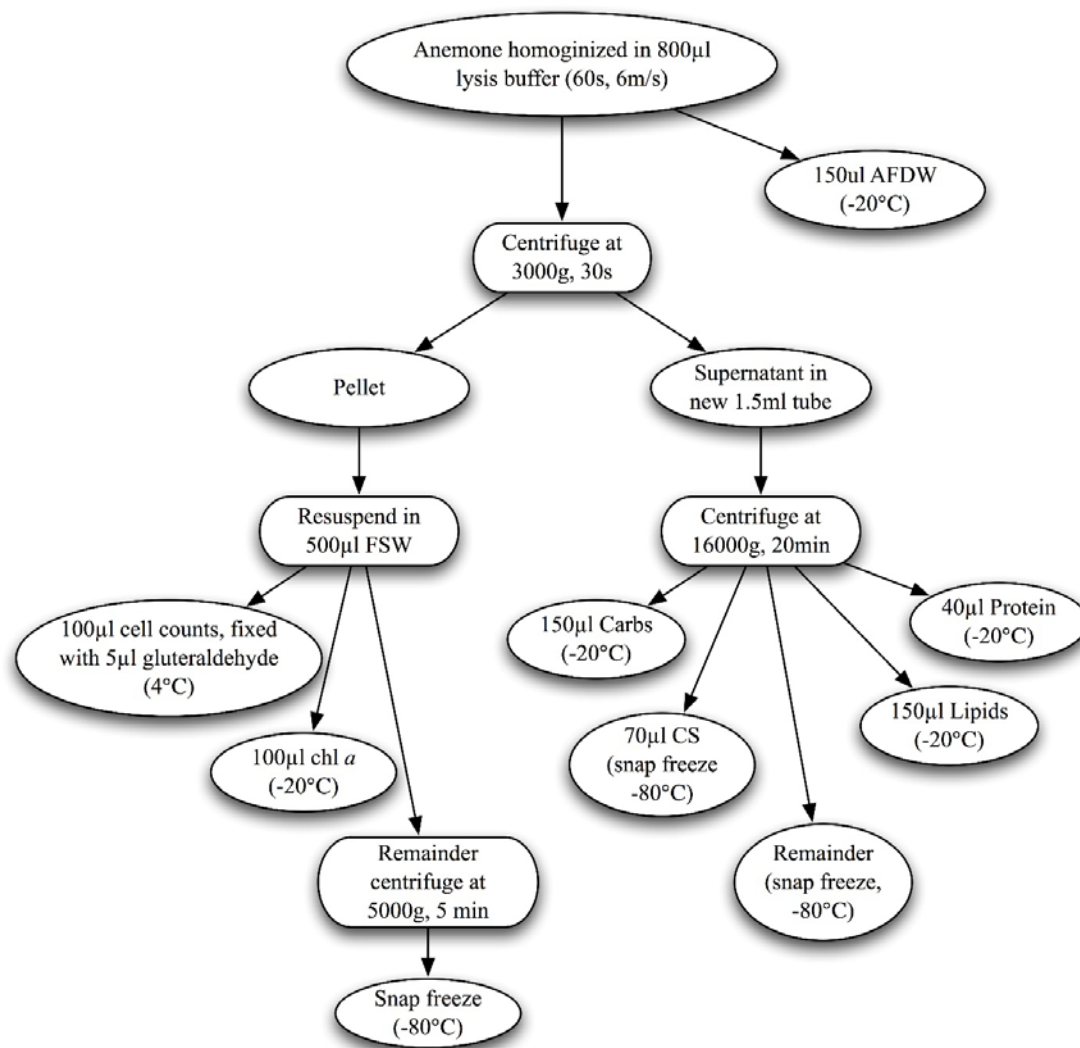 Anemone homoginized in 800µl
lysis buffer (60s, 6m/s)
150ul AFDW
(-20°C)
Centrifuge at
3000g, 30s
Pellet
Supernatant in
new 1.5ml tube
Resuspend in
500µl FSW
Centrifuge at
16000g, 20min
100µl cell counts, fixed
with 5µl gluteraldehyde
(4°C)
150µl Carbs
(-20°C)
40µl Protein
(-20°C)
100µl chl a
(-20°C)
70µl CS
(snap freeze
-80°C)
150µl Lipids
(-20°C)
Remainder
centrifuge at
5000g, 5 min
Remainder
(snap freeze,
-80°C)
Snap freeze
(-80°C)